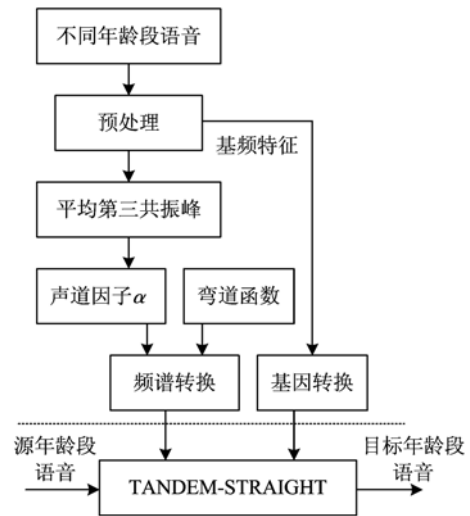 不同年龄段语音
预处理
基频特征
平均第三共振峰
声道因子α
弯道函数
频谱转换
基因转换
源年龄段
语音
目标年龄段
语音
TANDEM-STRAIGHT